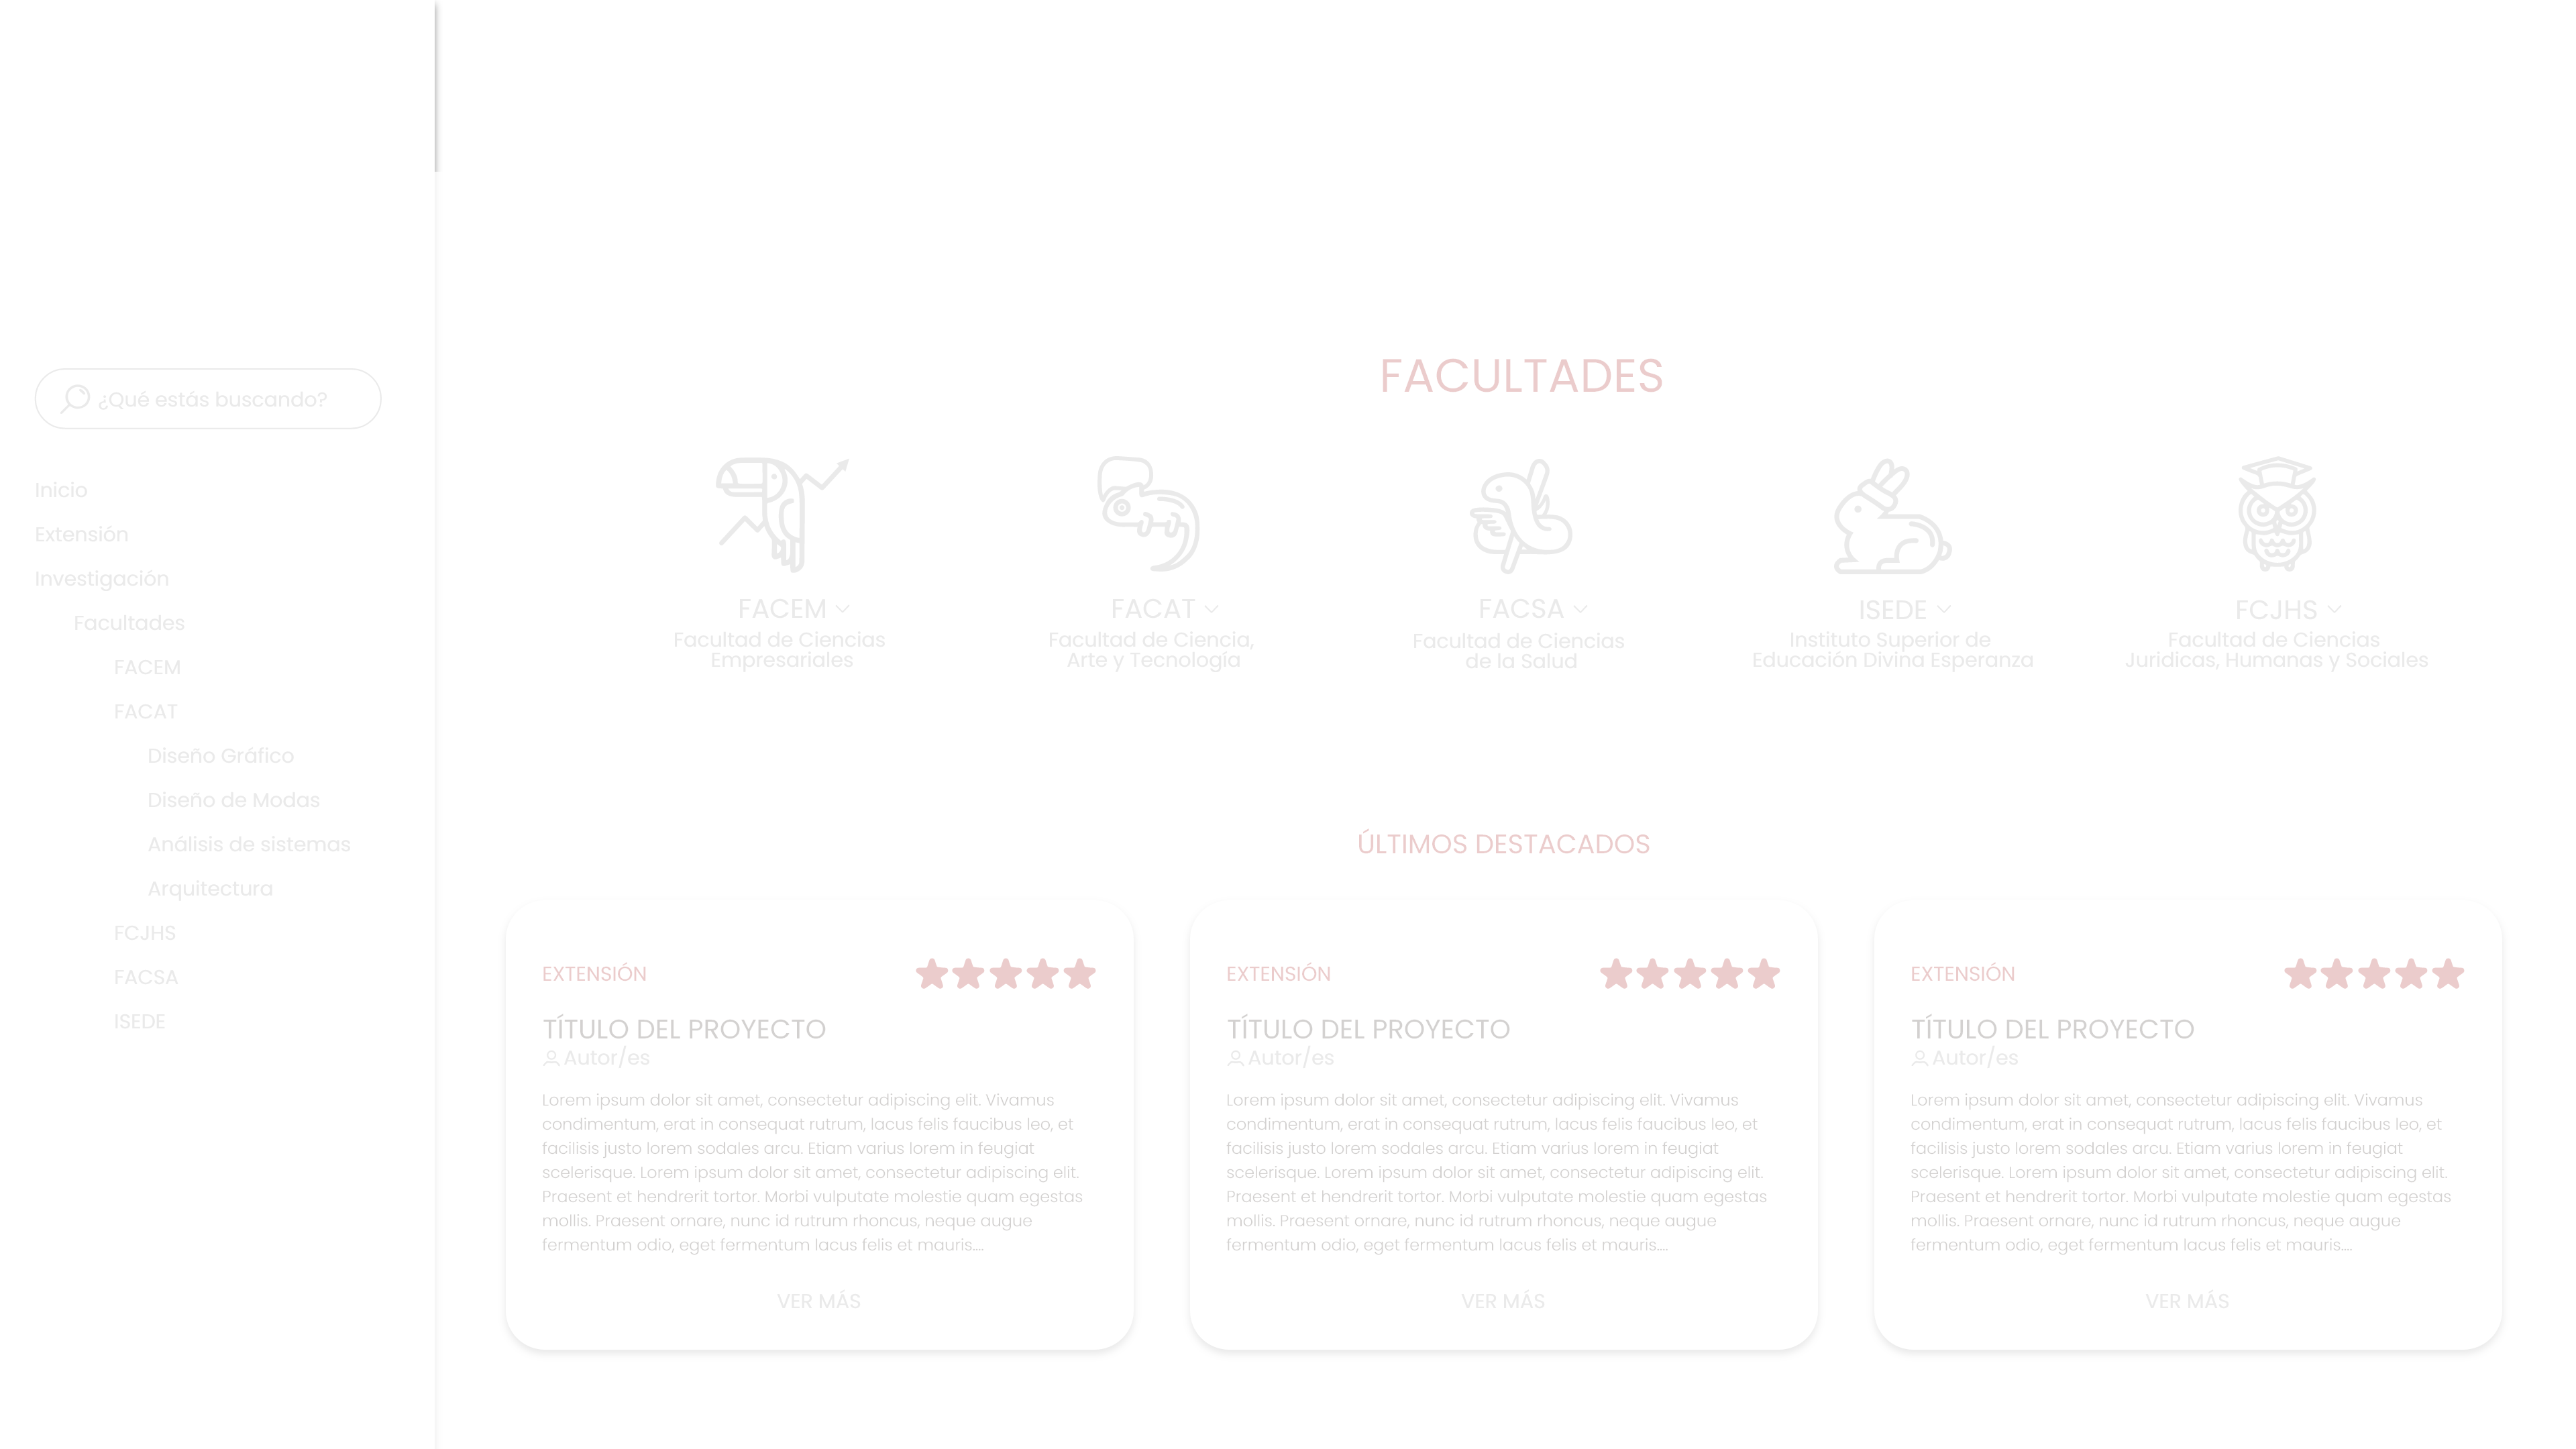 ¿Qué estás buscando?
Inicio
Extensión
Investigación
Facultades
FACEM
FACAT
Diseño Gráfico
Diseño de Modas
Análisis de sistemas
Arquitectura
FCJHS
FACSA
ISEDE
FACULTADES
FACEM
Facultad de Ciencias
Empresariales
FACAT
Facultad de Ciencia,
Arte y Tecnología
FACSA
Facultad de Ciencias
de la Salud
ISEDE
Instituto Superior de
Educación Divina Esperanza
FCJHS
Facultad de Ciencias
Juridicas, Humanas y Sociales
ÚLTIMOS DESTACADOS
EXTENSIÓN
TÍTULO DEL PROYECTO
Autor/es
Lorem ipsum dolor sit amet, consectetur adipiscing elit. Vivamus
condimentum, erat in consequat rutrum, lacus felis faucibus leo, et
facilisis justo lorem sodales arcu. Etiam varius lorem in feugiat
scelerisque. Lorem ipsum dolor sit amet, consectetur adipiscing elit.
Praesent et hendrerit tortor. Morbi vulputate molestie quam egestas
mollis. Praesent ornare, nunc id rutrum rhoncus, neque augue
fermentum odio, eget fermentum lacus felis et mauris....
VER MÁS
EXTENSIÓN
TÍTULO DEL PROYECTO
Autor/es
Lorem ipsum dolor sit amet, consectetur adipiscing elit. Vivamus
condimentum, erat in consequat rutrum, lacus felis faucibus leo, et
facilisis justo lorem sodales arcu. Etiam varius lorem in feugiat
scelerisque. Lorem ipsum dolor sit amet, consectetur adipiscing elit.
Praesent et hendrerit tortor. Morbi vulputate molestie quam egestas
mollis. Praesent ornare, nunc id rutrum rhoncus, neque augue
fermentum odio, eget fermentum lacus felis et mauris....
VER MÁS
EXTENSIÓN
TÍTULO DEL PROYECTO
Autor/es
Lorem ipsum dolor sit amet, consectetur adipiscing elit. Vivamus
condimentum, erat in consequat rutrum, lacus felis faucibus leo, et
facilisis justo lorem sodales arcu. Etiam varius lorem in feugiat
scelerisque. Lorem ipsum dolor sit amet, consectetur adipiscing elit.
Praesent et hendrerit tortor. Morbi vulputate molestie quam egestas
mollis. Praesent ornare, nunc id rutrum rhoncus, neque augue
fermentum odio, eget fermentum lacus felis et mauris....
VER MÁS